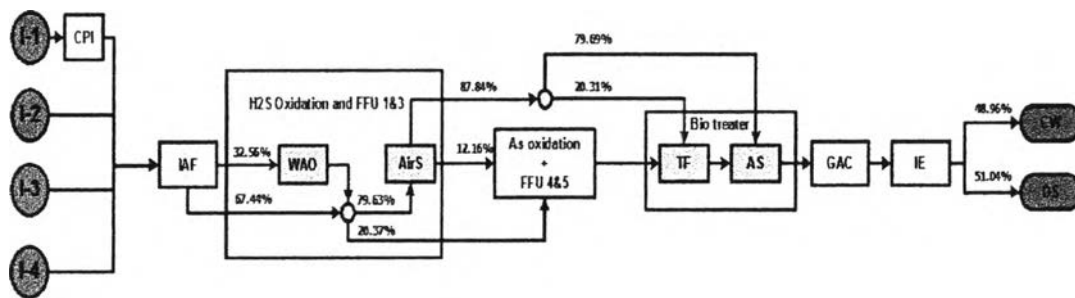 I-1
CPI
I-2
I-3
I-4
IAF
32.56%
67.44%
H2S Oxidation and FFU 1&3
WAO
79.63%
20.37%
AirS
87.84%
12.16%
79.69%
20.31%
As oxidation
+
FFU 4&5
Bio treater
TF
AS
GAC
IE
48.96%
CW
51.04%
OS